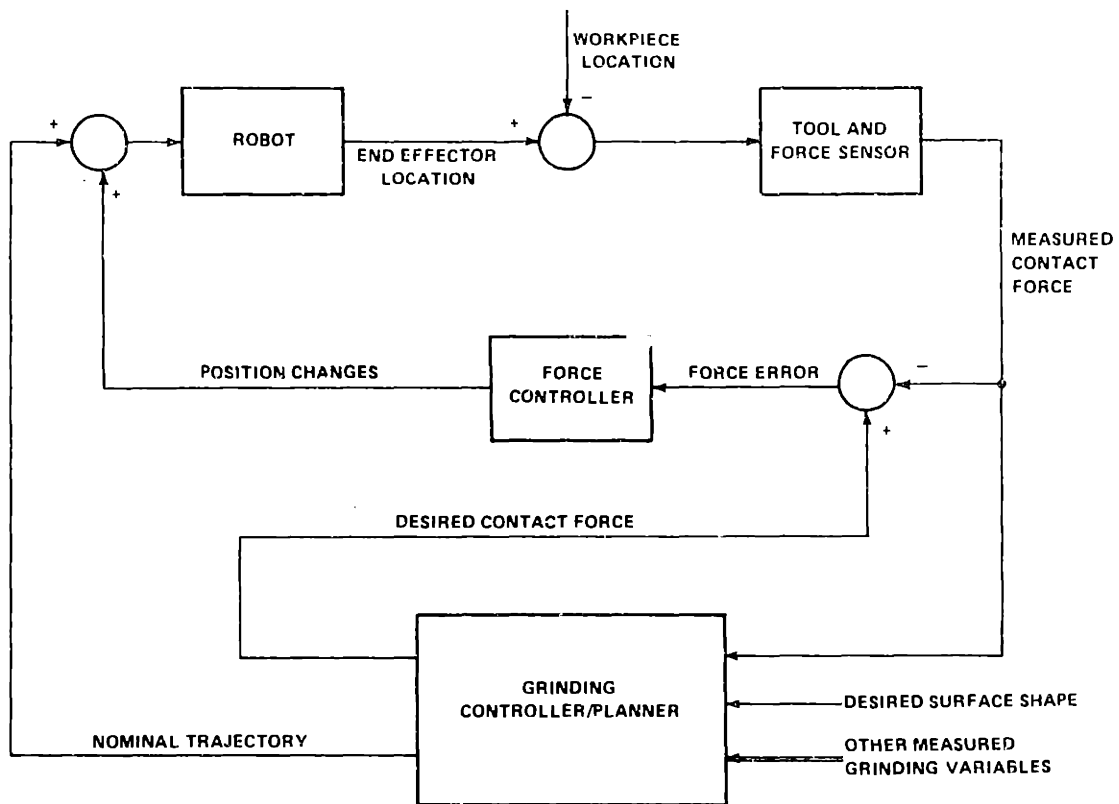 WORKPIECE
LOCATION
−
+
ROBOT
+
END EFFECTOR
LOCATION
TOOL AND
FORCE SENSOR
+
MEASURED
CONTACT
FORCE
POSITION CHANGES
FORCE
CONTROLLER
FORCE ERROR
−
+
DESIRED CONTACT FORCE
GRINDING
CONTROLLER/PLANNER
DESIRED SURFACE SHAPE
NOMINAL TRAJECTORY
OTHER MEASURED
GRINDING VARIABLES